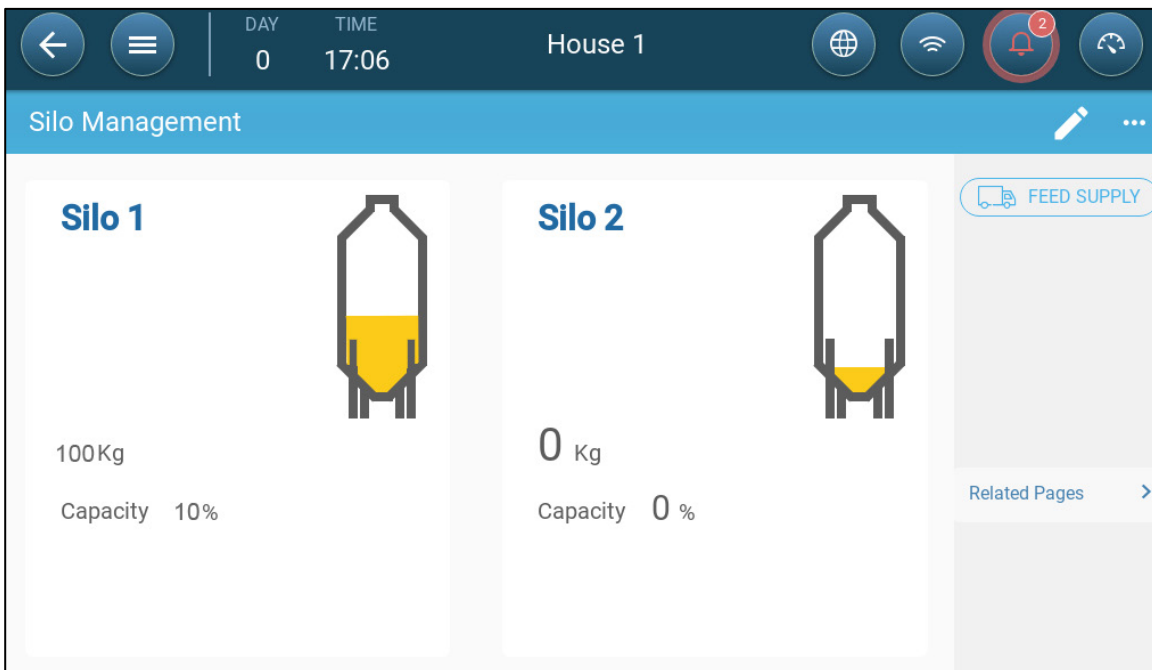 DAY TIME
0 17:06
House 1
2
Silo Management
Silo 1
100Kg
Capacity 10%
Silo 2
0 Kg
Capacity 0 %
FEED SUPPLY
Related Pages